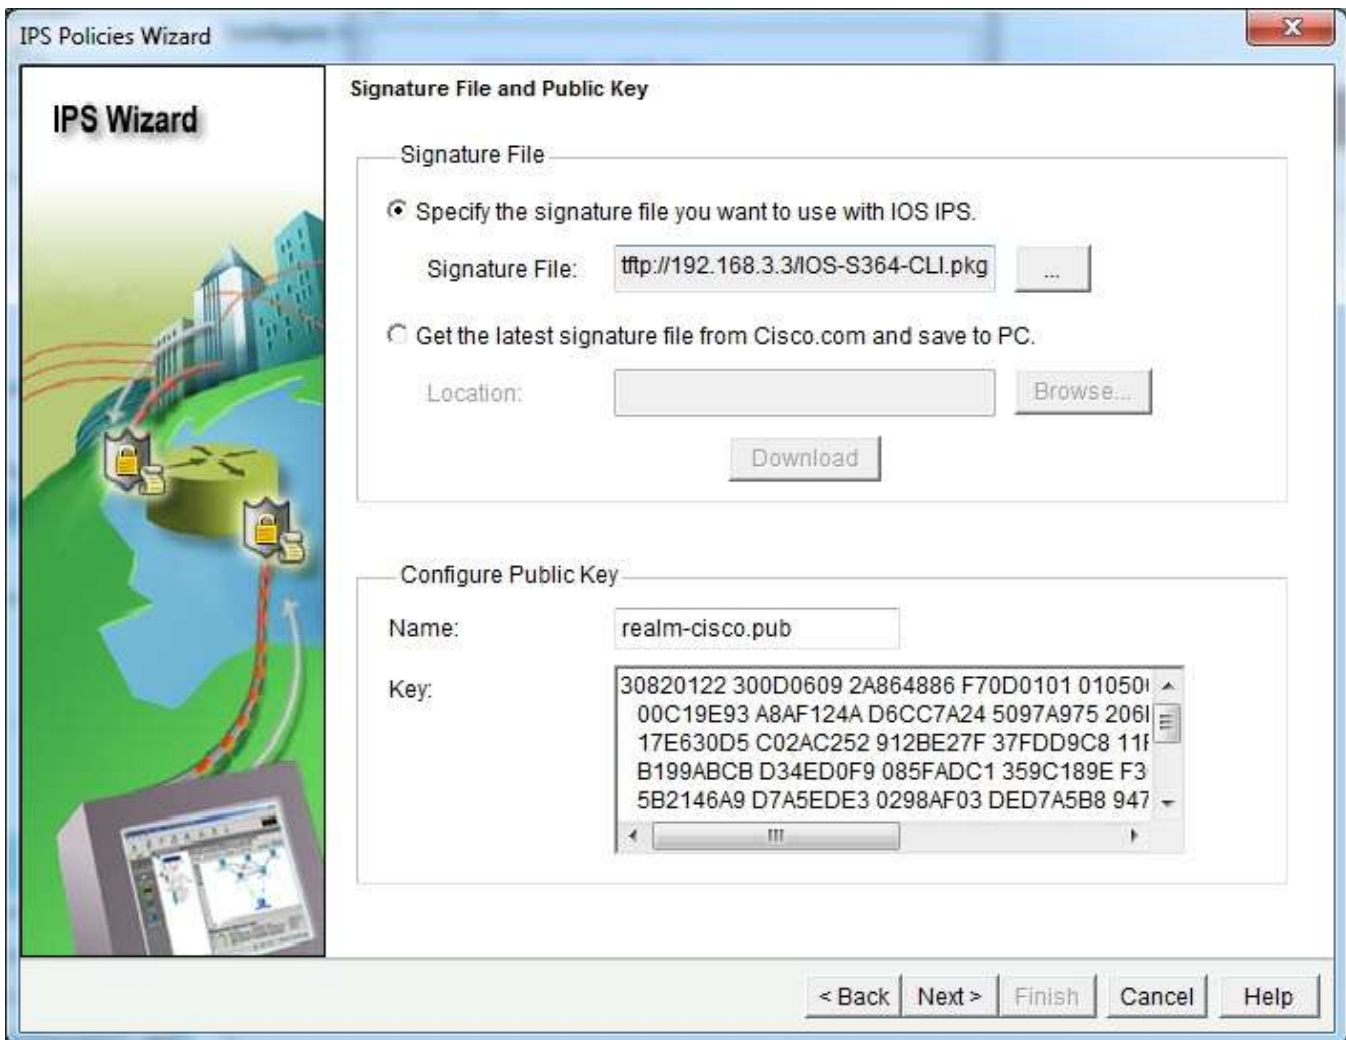 IPS Policies Wizard
IPS Wizard
Signature File and Public Key
Signature File
Specify the signature file you want to use with IOS IPS.
Signature File: tftp://192.168.3.3/IOS-S364-CLI.pkg ...
Get the latest signature file from Cisco.com and save to PC.
Location: Browse...
Download
Configure Public Key
Name: realm-cisco.pub
Key:
30820122 300D0609 2A864886 F70D0101
00C19E93 A8AF124A D6CC7A24 5097A975
17E630D5 C02AC252 912BE27F 37FDD9C8
B199ABCB D34ED0F9 085FADC1 359C189E F3
5B2146A9 D7A5EDE3 0298AF03 DED7A5B8 947
< Back Next > Finish Cancel Help